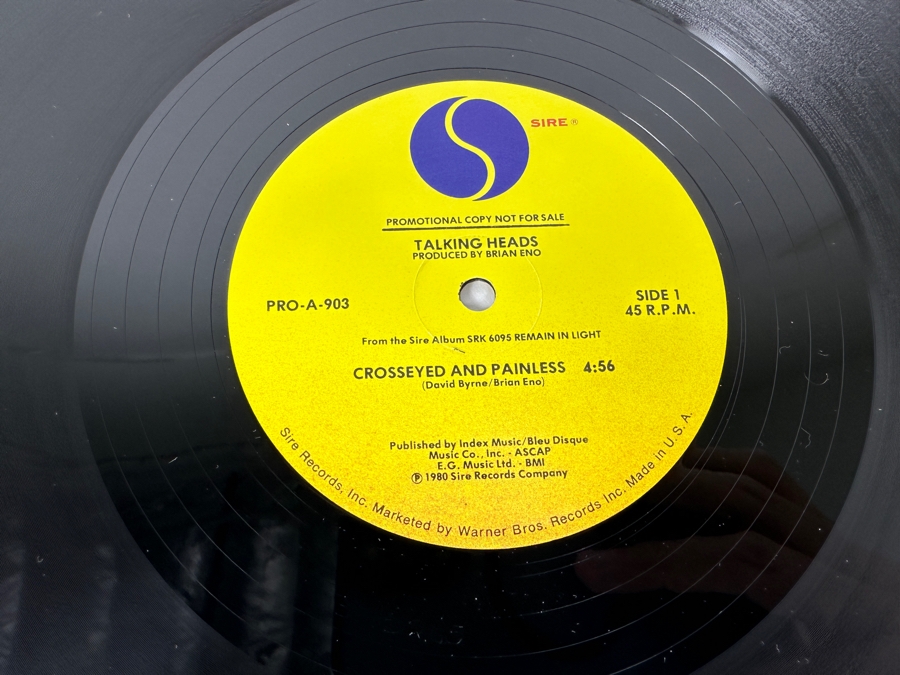 SIRE ®
PROMOTIONAL COPY NOT FOR SALE
TALKING HEADS
PRODUCED BY BRIAN ENO
PRO-A-903
SIDE 1
45 R.P.M.
From the Sire Album SRK 6095 REMAIN IN LIGHT
CROSSEYED AND PAINLESS 4:56
(David Byrne/Brian Eno)
Published by Index Music/Bleu Disque
Music Co., Inc. - ASCAP
E.G. Music Ltd. - BMI
℗ 1980 Sire Records Company
Sire Records, Inc. Marketed by Warner Bros. Records Inc. Made in U.S.A.